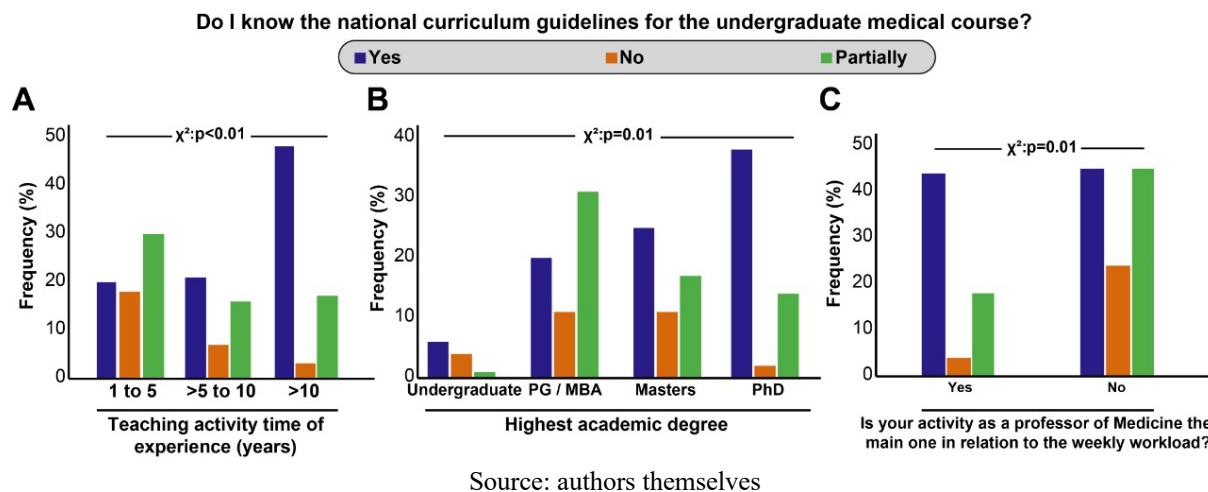 Do I know the national curriculum guidelines for the undergraduate medical course?
Yes No Partially
A
χ²:p<0.01
Frequency (%)
50
40
30
20
10
0
1 to 5 >5 to 10 >10
Teaching activity time of
experience (years)
B
χ²:p=0.01
Frequency (%)
40
30
20
10
0
Undergraduate PG / MBA Masters PhD
Highest academic degree
C
χ²:p=0.01
Frequency (%)
50
40
30
20
10
0
Yes No
Is your activity as a professor of Medicine the
main one in relation to the weekly workload?
Source: authors themselves